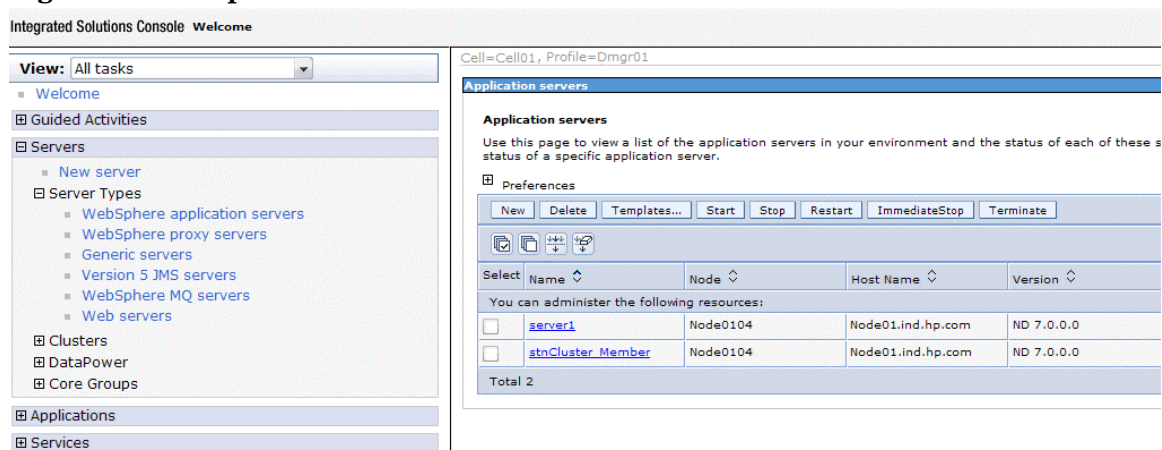 Integrated Solutions Console Welcome
View: All tasks
Welcome
Guided Activities
Servers
New server
Server Types
WebSphere application servers
WebSphere proxy servers
Generic servers
Version 5 JMS servers
WebSphere MQ servers
Web servers
Clusters
DataPower
Core Groups
Applications
Services
Cell=Cell01, Profile=Dmgr01
Application servers
Application servers
Use this page to view a list of the application servers in your environment and the status of each of these s
status of a specific application server.
Preferences
New Delete Templates... Start Stop Restart ImmediateStop Terminate
Select Name Node Host Name Version
You can administer the following resources:
server1 Node0104 Node01.ind.hp.com ND 7.0.0.0
stnCluster_Member Node0104 Node01.ind.hp.com ND 7.0.0.0
Total 2